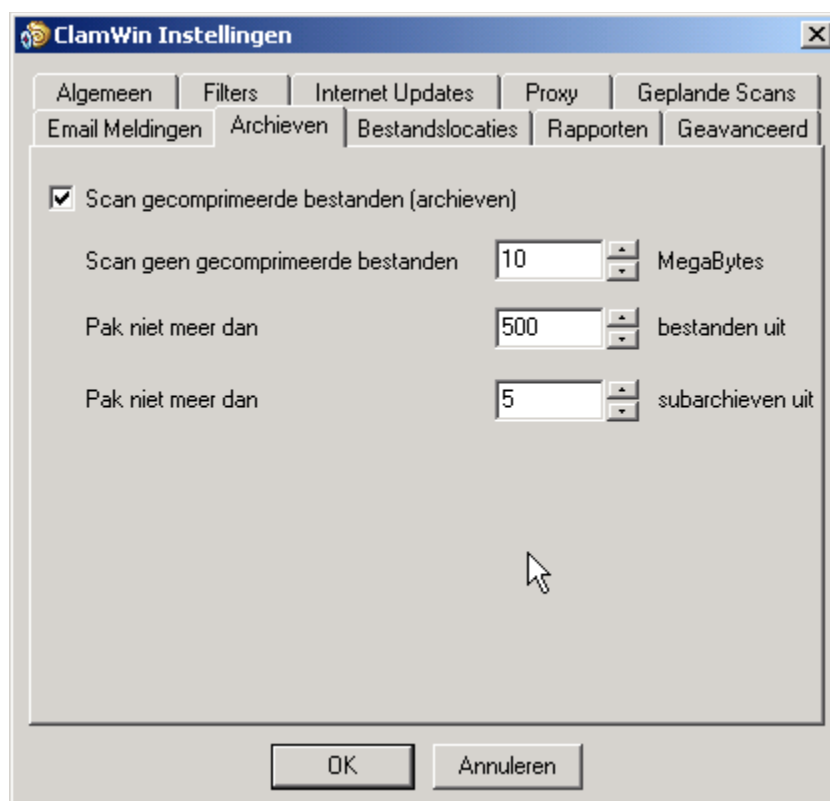 ClamWin Instellingen
Algemeen Filters Internet Updates Proxy Geplande Scans
Email Meldingen Archieven Bestandslocaties Rapporten Geavanceerd
Scan gecomprimeerde bestanden (archieven)
Scan geen gecomprimeerde bestanden 10 MegaBytes
Pak niet meer dan 500 bestanden uit
Pak niet meer dan 5 subarchieven uit
OK Annuleren